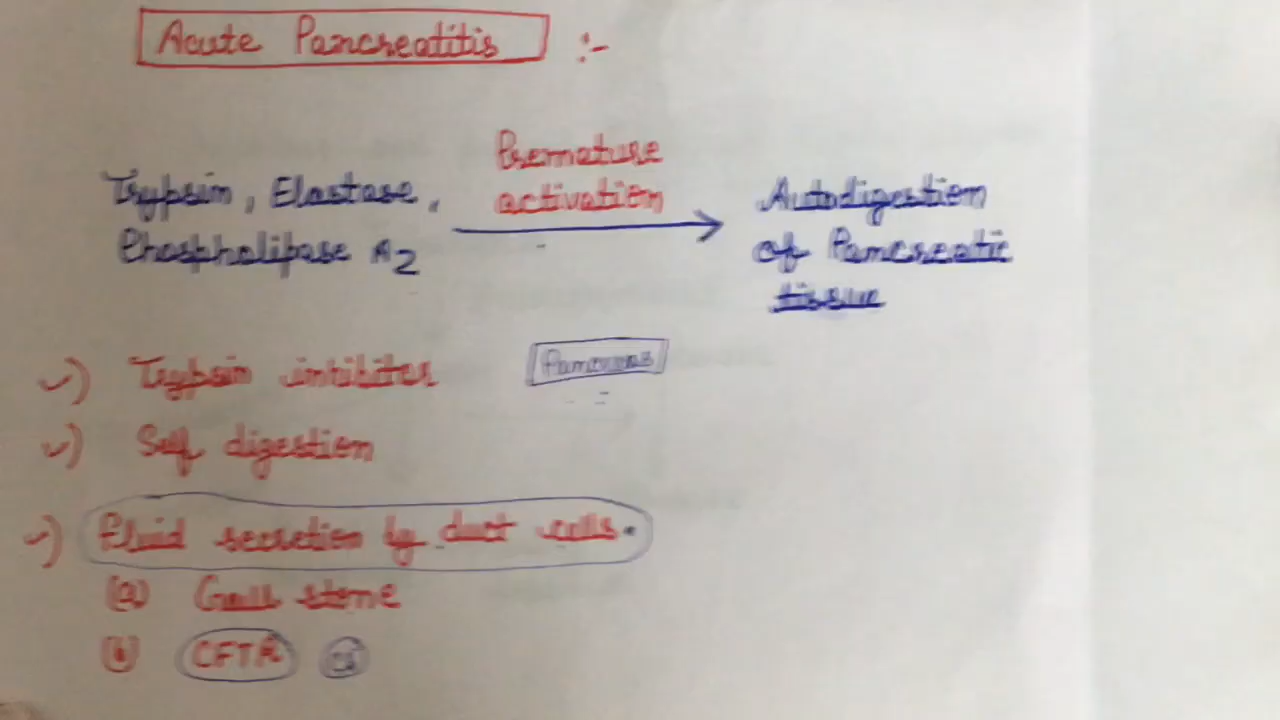 Acute Pancreatitis :-
Premature
activation
Trypsin, Elastase,
Phospholipase A2
Autodigestion
of Pancreatic
tissue
✓) Trypsin inhibiter
Pancreas
✓) Self digestion
✓) Fluid secretion by duct cells.
(a) Gall stone
(b) CFTR